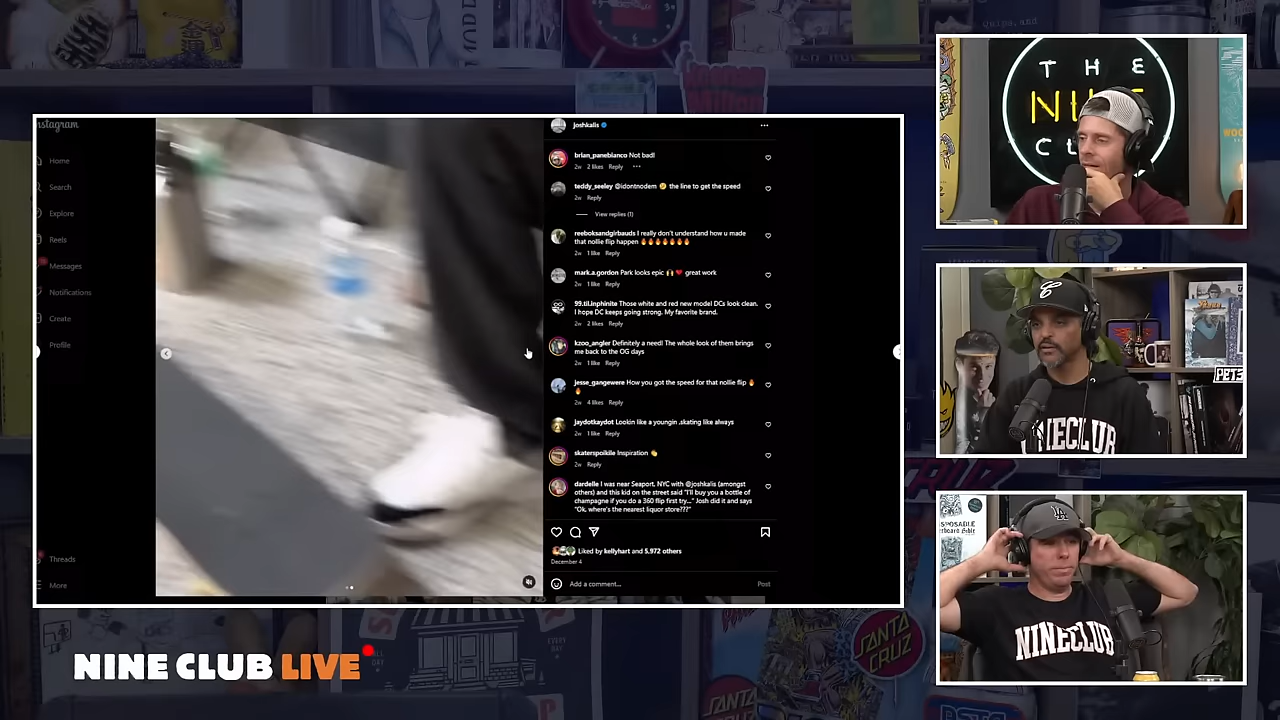 nstagram
Home
Search
Explore
Reels
Messages
Notifications
Create
Profile
Threads
More
joshkalis
brian_panebianco Not bad!
2w 2 likes Reply
teddy_seeley @idontnodem 🤣 the line to get the speed
2w Reply
View replies (1)
reeboksandgirbauds I really don't understand how u made
that nollie flip happen 🔥🔥🔥🔥🔥🔥🔥
2w 1 like Reply
mark.a.gordon Park looks epic 🙌 ❤️ great work
2w 1 like Reply
99.til.inphinite Those white and red new model DCs look clean.
I hope DC keeps going strong. My favorite brand.
2w 2 likes Reply
kzoo_angler Definitely a need! The whole look of them brings
me back to the OG days
2w 1 like Reply
jesse_gangewere How you got the speed for that nollie flip 🔥
🔥
2w 4 likes Reply
jaydotkaydot Lookin like a youngin .skating like always
2w 1 like Reply
skaterspoikile Inspiration 👏
2w Reply
dardelle I was near Seaport, NYC with @joshkalis (amongst
others) and this kid on the street said "I'll buy you a bottle of
champagne if you do a 360 flip first try..." Josh did it and says
"Ok, where's the nearest liquor store???"
Liked by kellyhart and 5,972 others
December 4
Add a comment... Post
THE
CL
NINECLUB
PETS
SPOSABLE
LA
NINECLUB
NINE CLUB LIVE
SANTA
CRUZ
SANTA